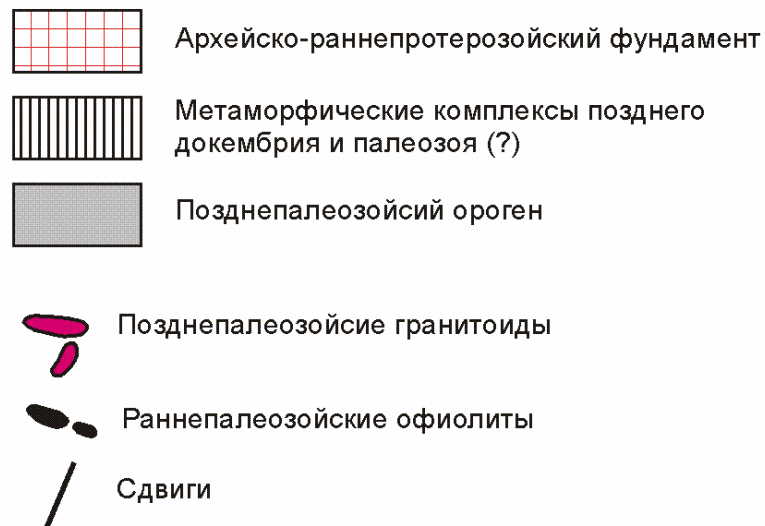 Архейско-раннепротерозойский фундамент
Метаморфические комплексы позднего
докембрия и палеозоя (?)
Позднепалеозойсий ороген
Позднепалеозойсие гранитоиды
Раннепалеозойские офиолиты
Сдвиги